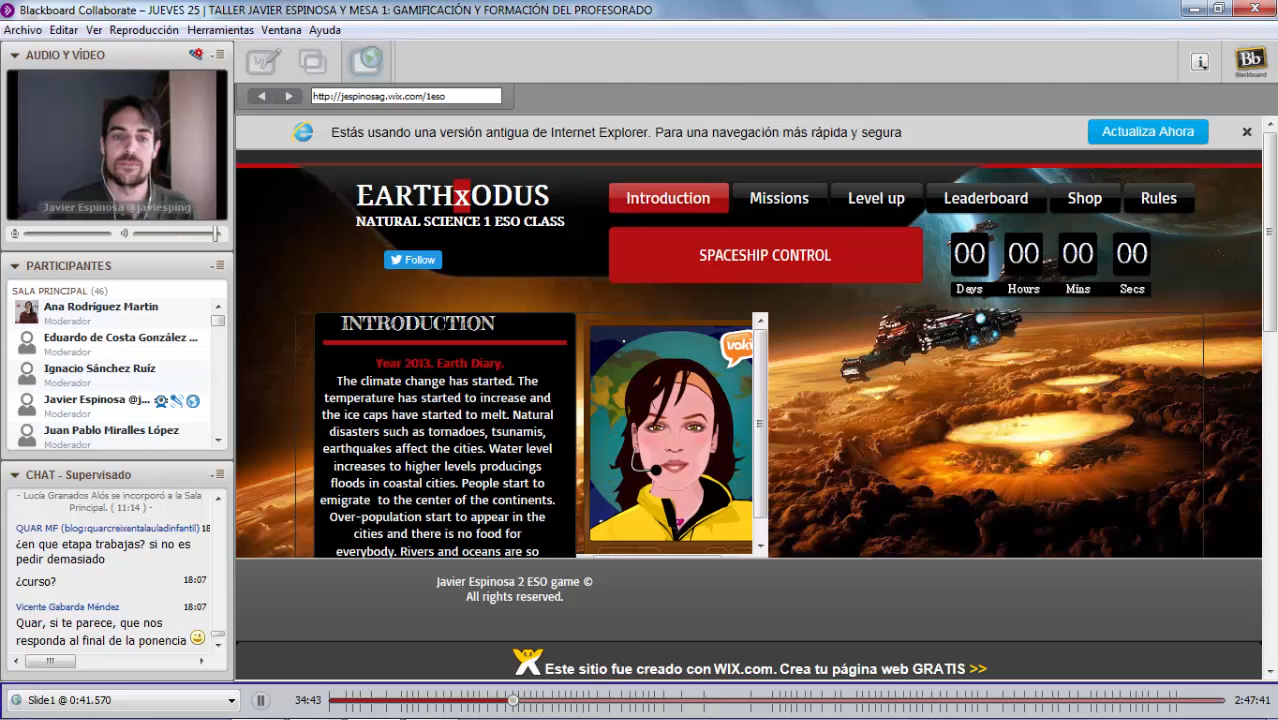 Blackboard Collaborate – JUEVES 25 | TALLER JAVIER ESPINOSA Y MESA 1: GAMIFICACIÓN Y FORMACIÓN DEL PROFESORADO
Archivo Editar Ver Reproducción Herramientas Ventana Ayuda
AUDIO Y VÍDEO
Javier Espinosa @javiesping
PARTICIPANTES
SALA PRINCIPAL (46)
Ana Rodríguez Martin
Moderador
Eduardo de Costa González ...
Moderador
Ignacio Sánchez Ruíz
Moderador
Javier Espinosa @j...
Moderador
Juan Pablo Miralles López
Moderador
CHAT - Supervisado
- Lucía Granados Alós se incorporó a la Sala
Principal. ( 11:14 ) -
QUAR MF (blog:quarcreixentalauladinfantil) 18
¿en que etapa trabajas? si no es
pedir demasiado
¿curso? 18:07
Vicente Gabarda Méndez 18:07
Quar, si te parece, que nos
responda al final de la ponencia
Slide1 @ 0:41.570
34:43
2:47:41
i
Bb
Blackboard
http://jespinosag.wix.com/1eso
Estás usando una versión antigua de Internet Explorer. Para una navegación más rápida y segura
Actualiza Ahora
EARTHxODUS
NATURAL SCIENCE 1 ESO CLASS
Follow
Introduction Missions Level up Leaderboard Shop Rules
SPACESHIP CONTROL
00 00 00 00
Days Hours Mins Secs
INTRODUCTION
Year 2013. Earth Diary.
The climate change has started. The
temperature has started to increase and
the ice caps have started to melt. Natural
disasters such as tornadoes, tsunamis,
earthquakes affect the cities. Water level
increases to higher levels producings
floods in coastal cities. People start to
emigrate to the center of the continents.
Over-population start to appear in the
cities and there is no food for
everybody. Rivers and oceans are so
voki
Javier Espinosa 2 ESO game ©
All rights reserved.
Este sitio fue creado con WIX.com. Crea tu página web GRATIS >>